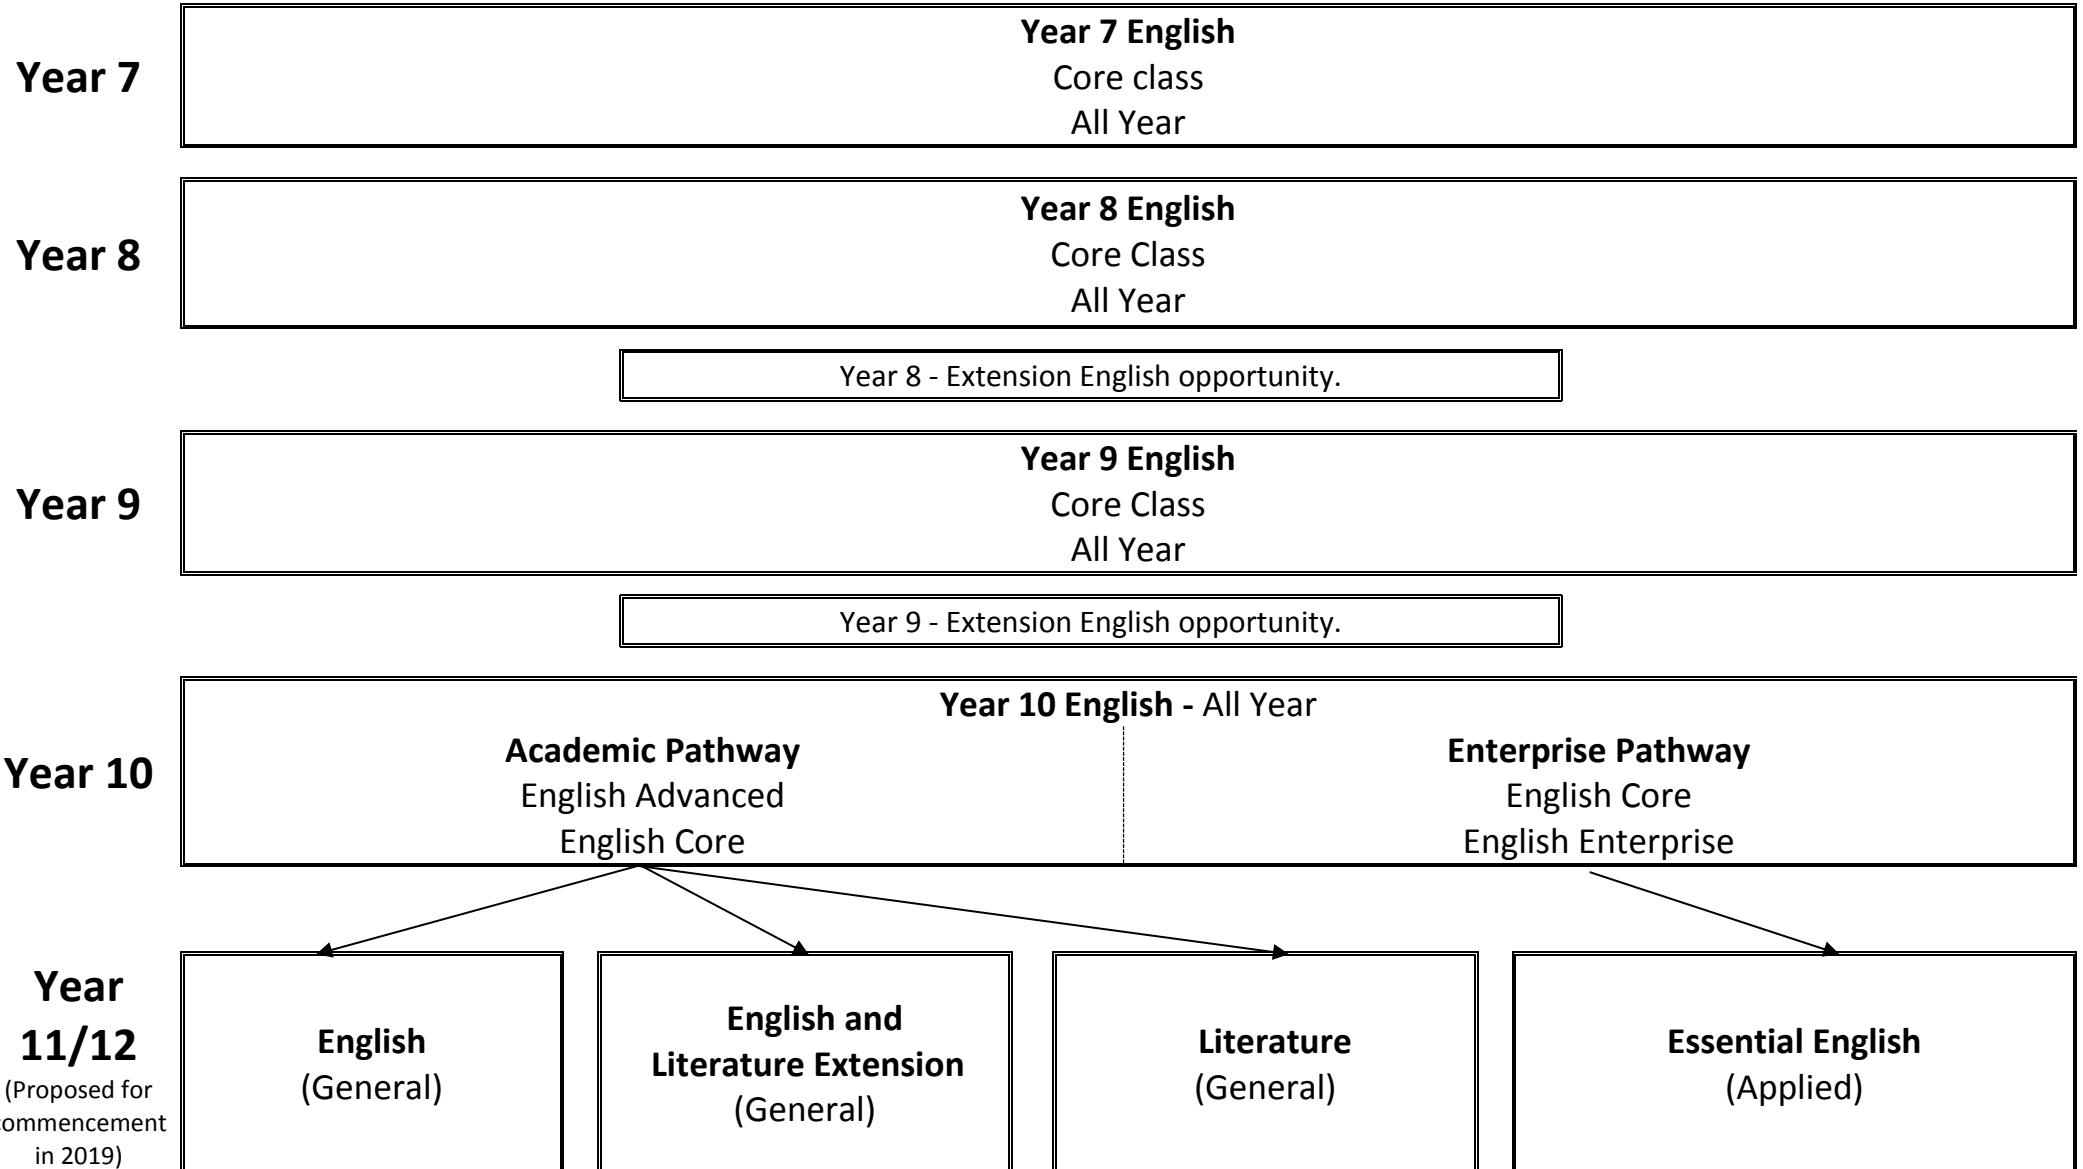 Year 7
Year 7 English
Core class
All Year
Year 8
Year 8 English
Core Class
All Year
Year 8 - Extension English opportunity.
Year 9
Year 9 English
Core Class
All Year
Year 9 - Extension English opportunity.
Year 10
Year 10 English - All Year
Academic Pathway
English Advanced
English Core
Enterprise Pathway
English Core
English Enterprise
Year
11/12
(Proposed for
commencement
in 2019)
English
(General)
English and
Literature Extension
(General)
Literature
(General)
Essential English
(Applied)